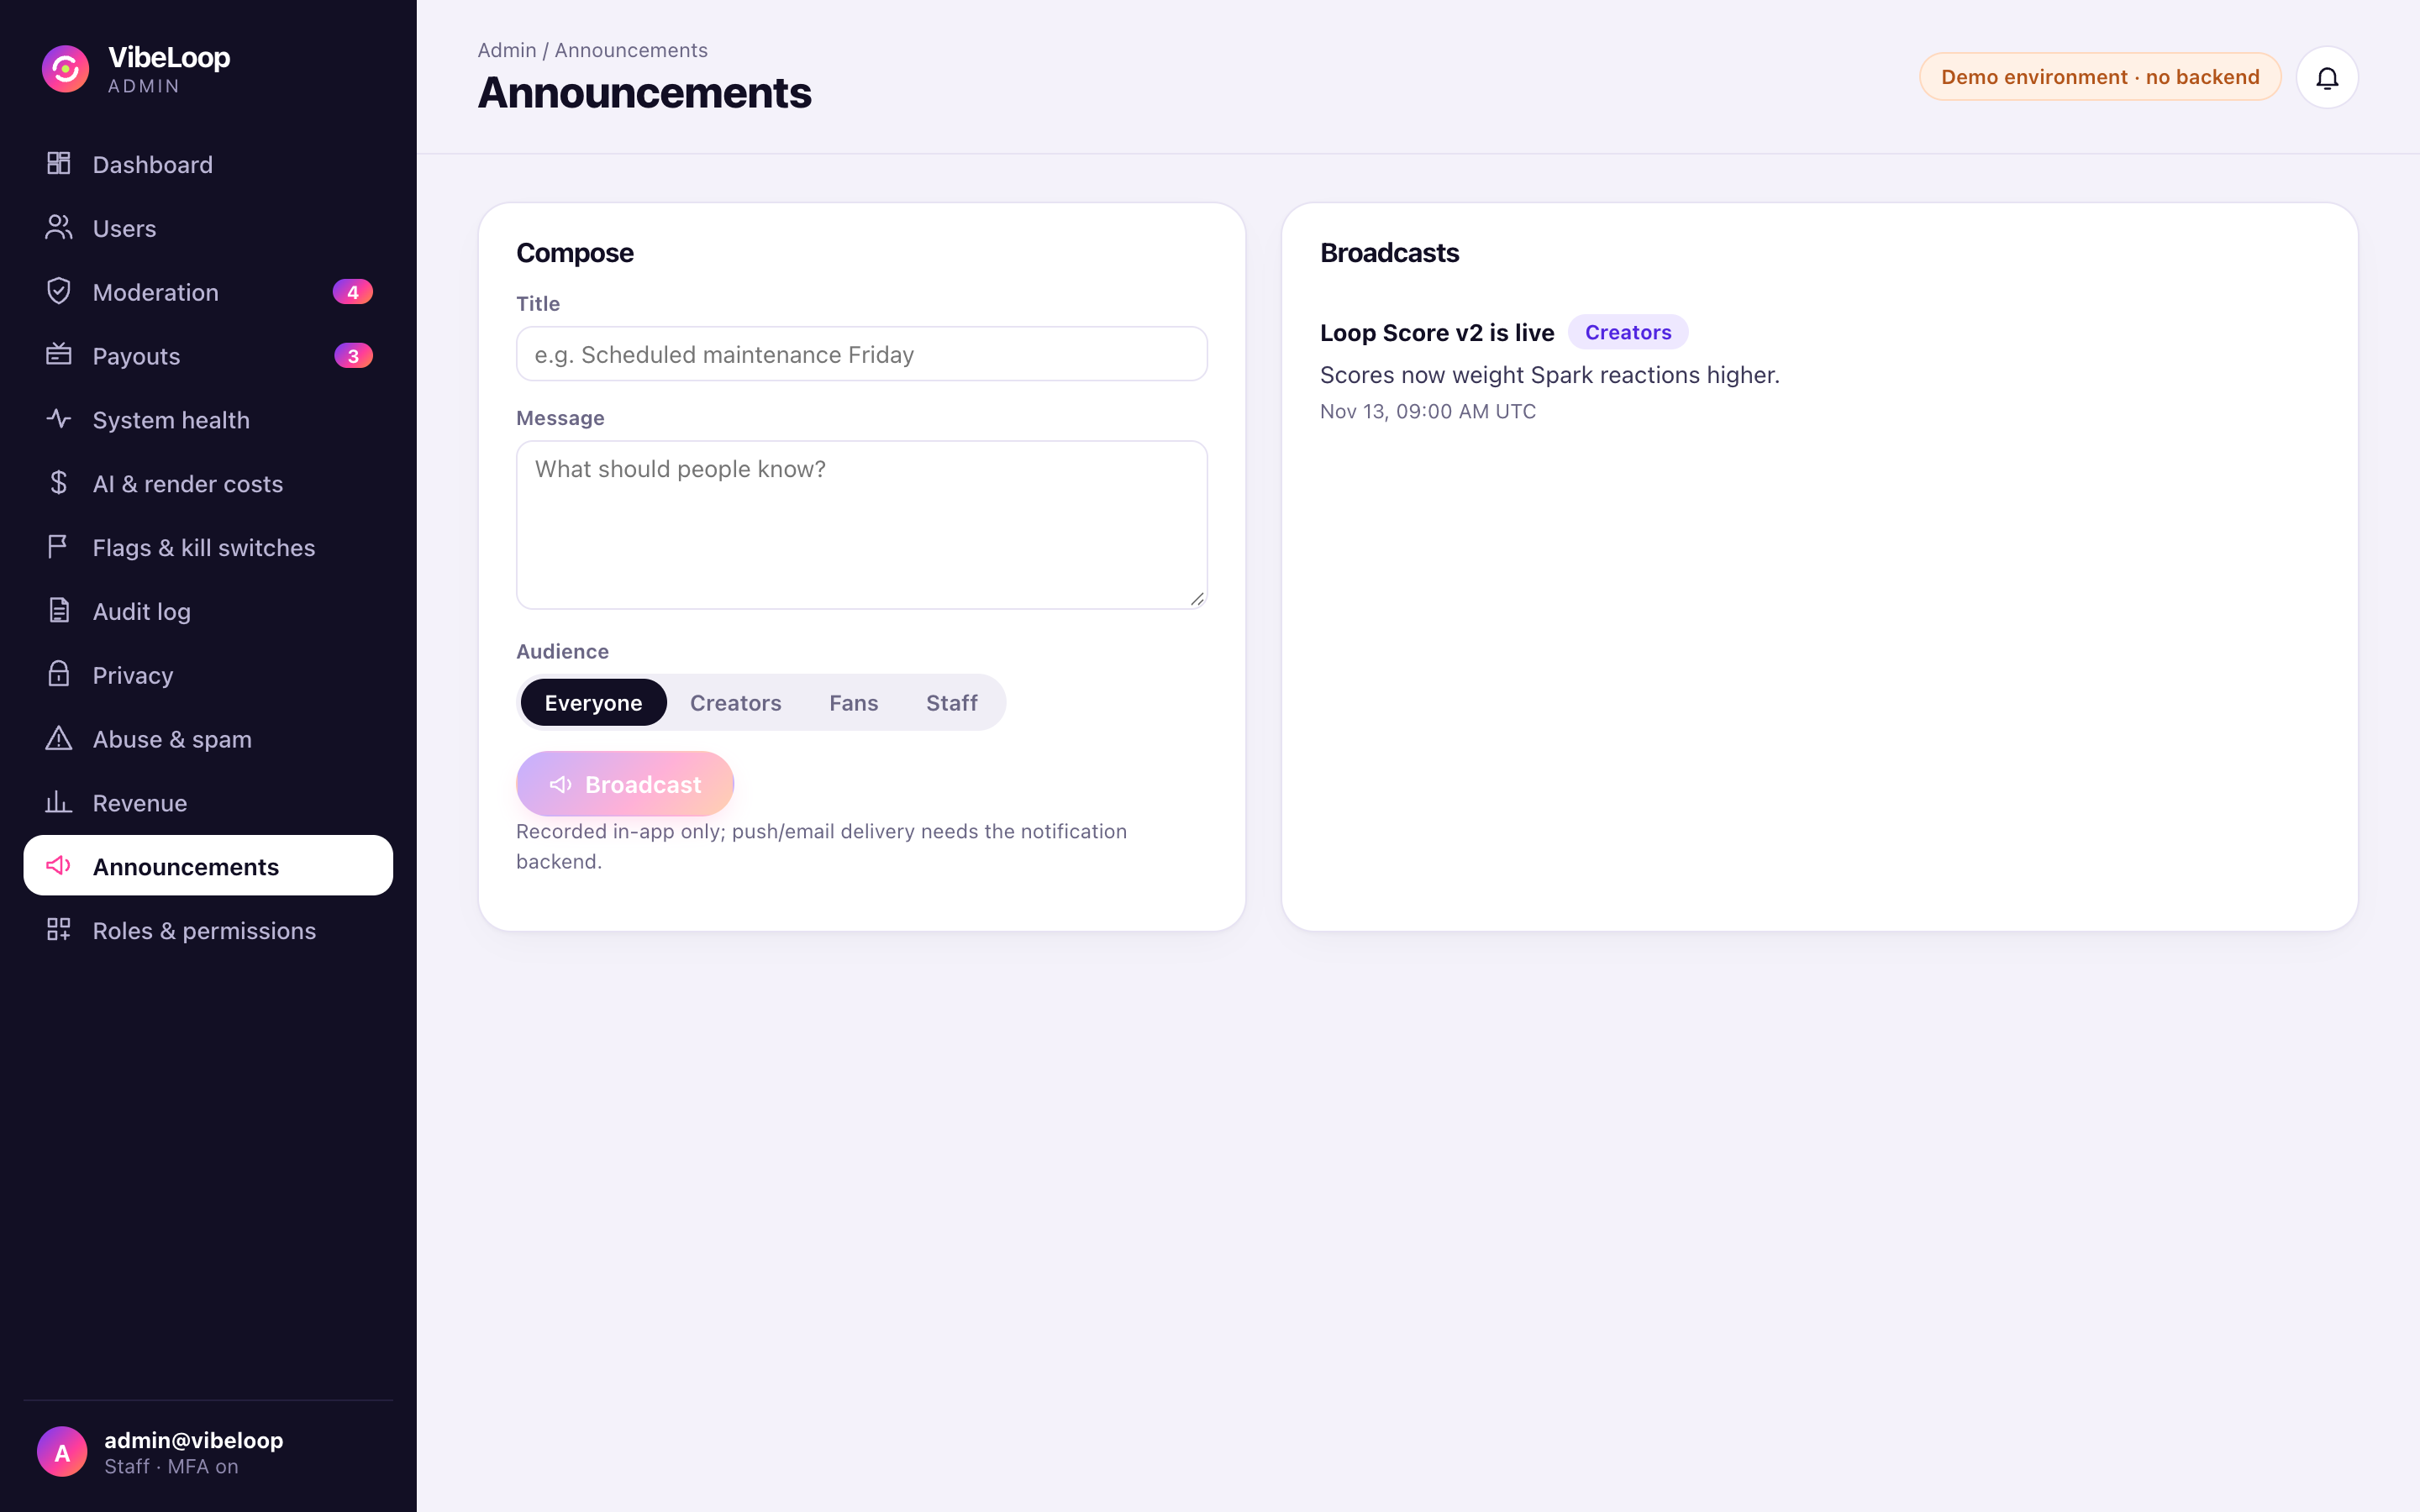 VibeLoop
ADMIN
Dashboard
Users
Moderation 4
Payouts 3
System health
AI & render costs
Flags & kill switches
Audit log
Privacy
Abuse & spam
Revenue
Announcements
Roles & permissions
A
admin@vibeloop
Staff · MFA on
Admin / Announcements
Announcements
Demo environment · no backend
Compose
Title
e.g. Scheduled maintenance Friday
Message
What should people know?
Audience
Everyone Creators Fans Staff
Broadcast
Recorded in-app only; push/email delivery needs the notification
backend.
Broadcasts
Loop Score v2 is live Creators
Scores now weight Spark reactions higher.
Nov 13, 09:00 AM UTC